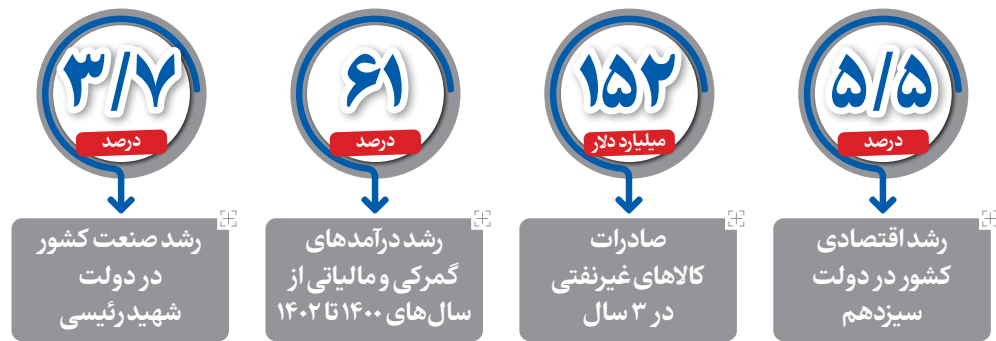 ۵/۵
درصد
رشد اقتصادی
کشور در دولت
سیزدهم
۱۵۲
میلیارد دلار
صادرات
کالاهای غیرنفتی
در ۳ سال
۶۱
درصد
رشد درآمدهای
گمرکی و مالیاتی از
سال‌های ۱۴۰۰ تا ۱۴۰۲
۳/۷
درصد
رشد صنعت کشور
در دولت
شهید رئیسی